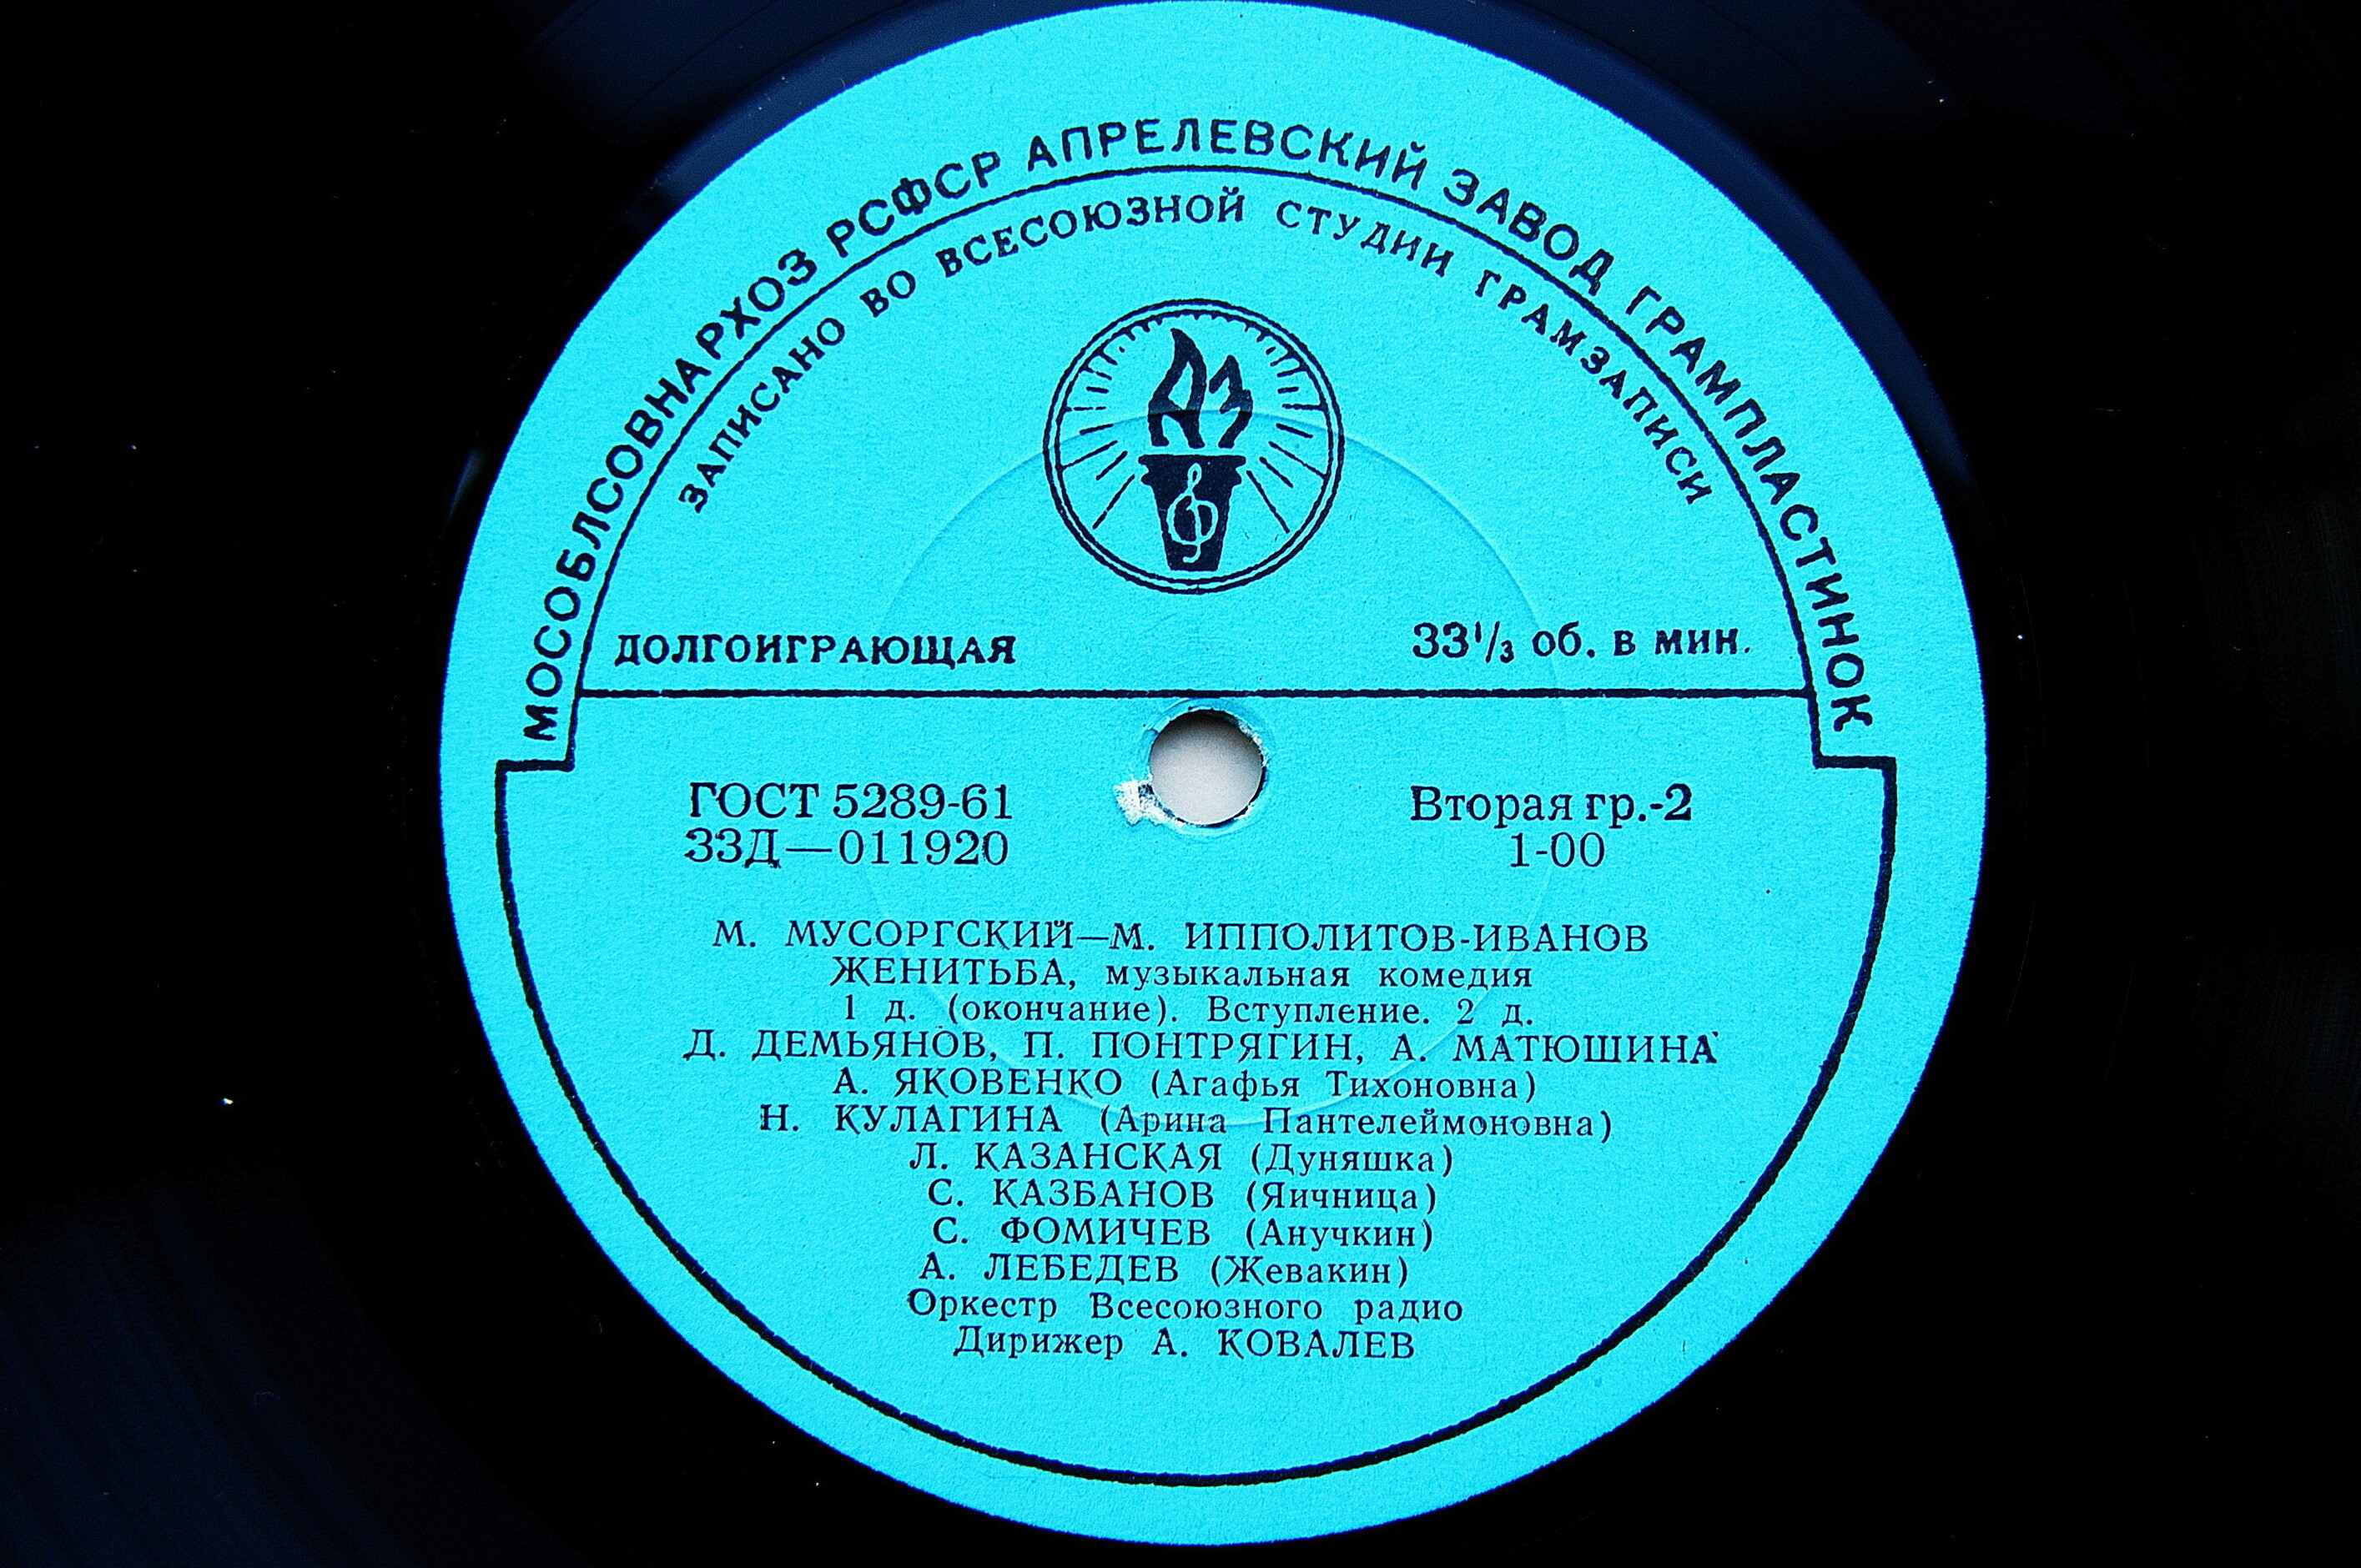 МОСОБЛСОВНАРХОЗ РСФСР АПРЕЛЕВСКИЙ ЗАВОД ГРАМПЛАСТИНОК
ЗАПИСАНО ВО ВСЕСОЮЗНОЙ СТУДИИ ГРАМЗАПИСИ
ДОЛГОИГРАЮЩАЯ 33⅓ об. в мин.
ГОСТ 5289-61 Вторая гр.-2
33Д—011920 1-00
М. МУСОРГСКИЙ—М. ИППОЛИТОВ-ИВАНОВ
ЖЕНИТЬБА, музыкальная комедия
1 д. (окончание). Вступление. 2 д.
Д. ДЕМЬЯНОВ, П. ПОНТРЯГИН, А. МАТЮШИНА
А. ЯКОВЕНКО (Агафья Тихоновна)
Н. КУЛАГИНА (Арина Пантелеймоновна)
Л. КАЗАНСКАЯ (Дуняшка)
С. КАЗБАНОВ (Яичница)
С. ФОМИЧЕВ (Анучкин)
А. ЛЕБЕДЕВ (Жевакин)
Оркестр Всесоюзного радио
Дирижер А. КОВАЛЕВ